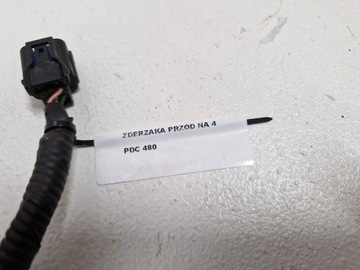 ZDERZAKA PRZOD NA 4
PDC 480